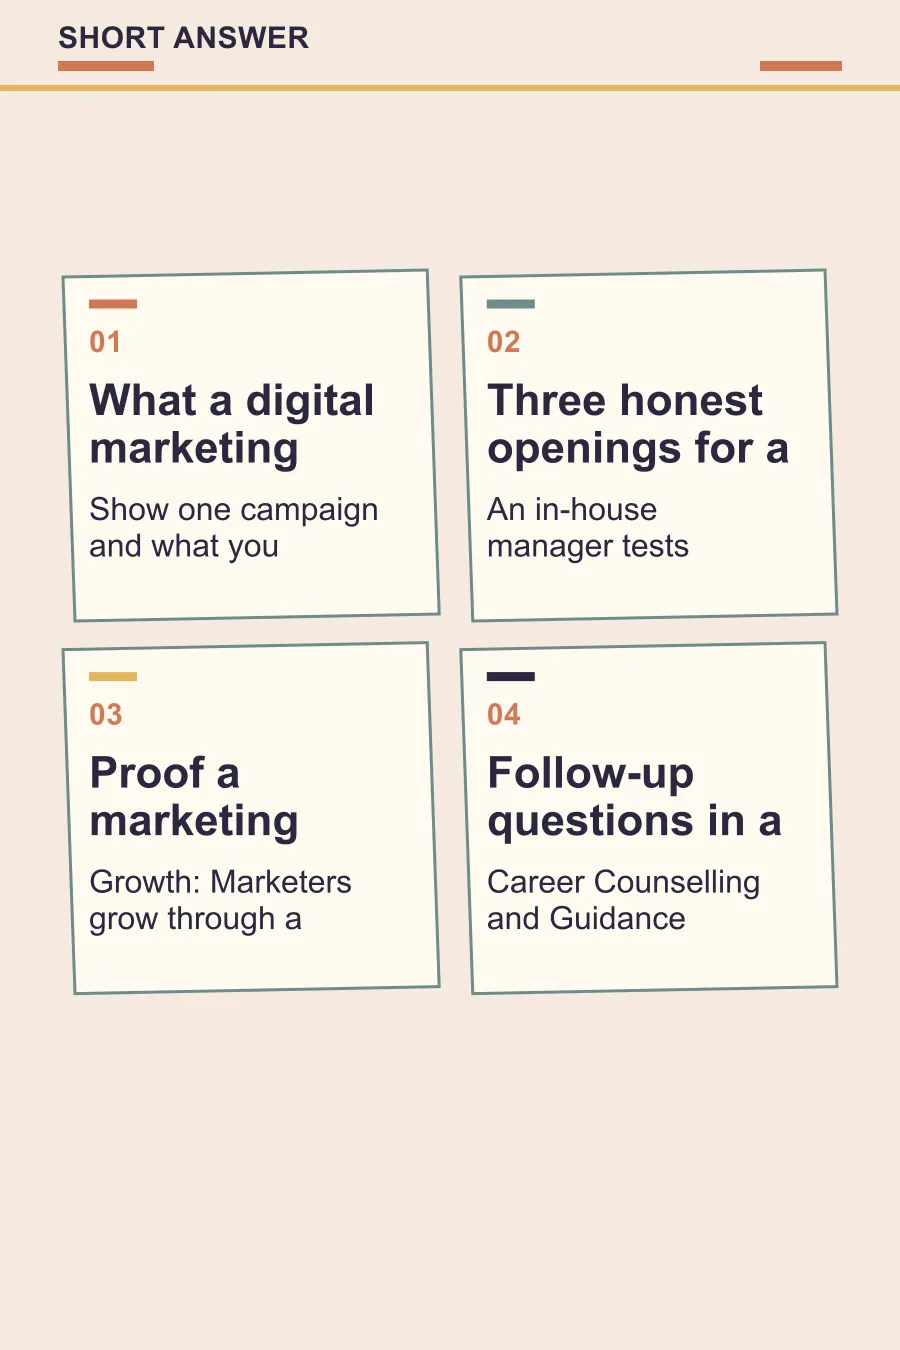 SHORT ANSWER
01
What a digital
marketing
Show one campaign
and what you
02
Three honest
openings for a
An in-house
manager tests
03
Proof a
marketing
Growth: Marketers
grow through a
04
Follow-up
questions in a
Career Counselling
and Guidance